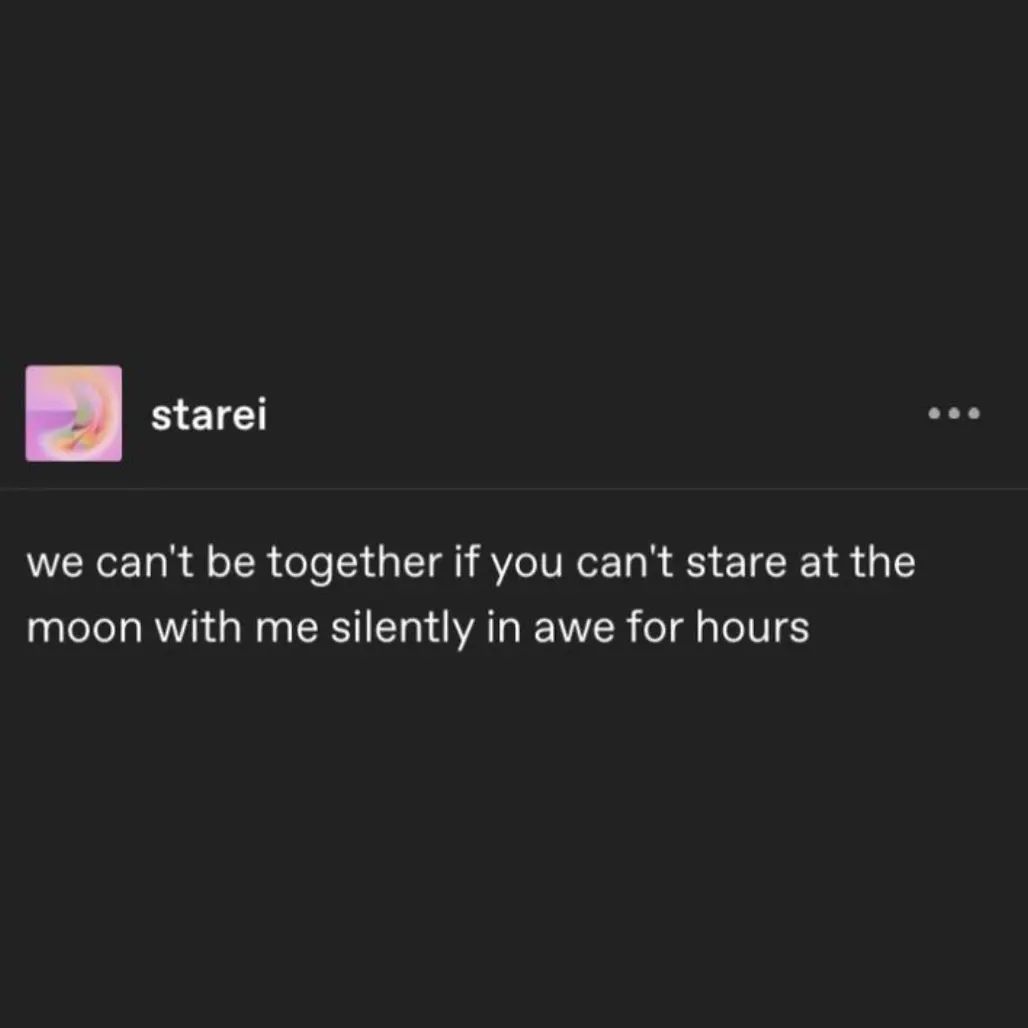 starei
we can't be together if you can't stare at the
moon with me silently in awe for hours